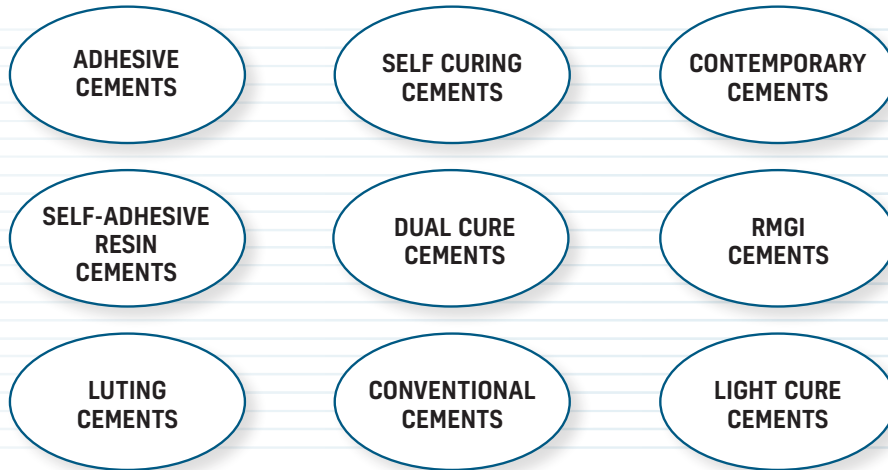 ADHESIVE
CEMENTS
SELF CURING
CEMENTS
CONTEMPORARY
CEMENTS
SELF-ADHESIVE
RESIN
CEMENTS
DUAL CURE
CEMENTS
RMGI
CEMENTS
LUTING
CEMENTS
CONVENTIONAL
CEMENTS
LIGHT CURE
CEMENTS